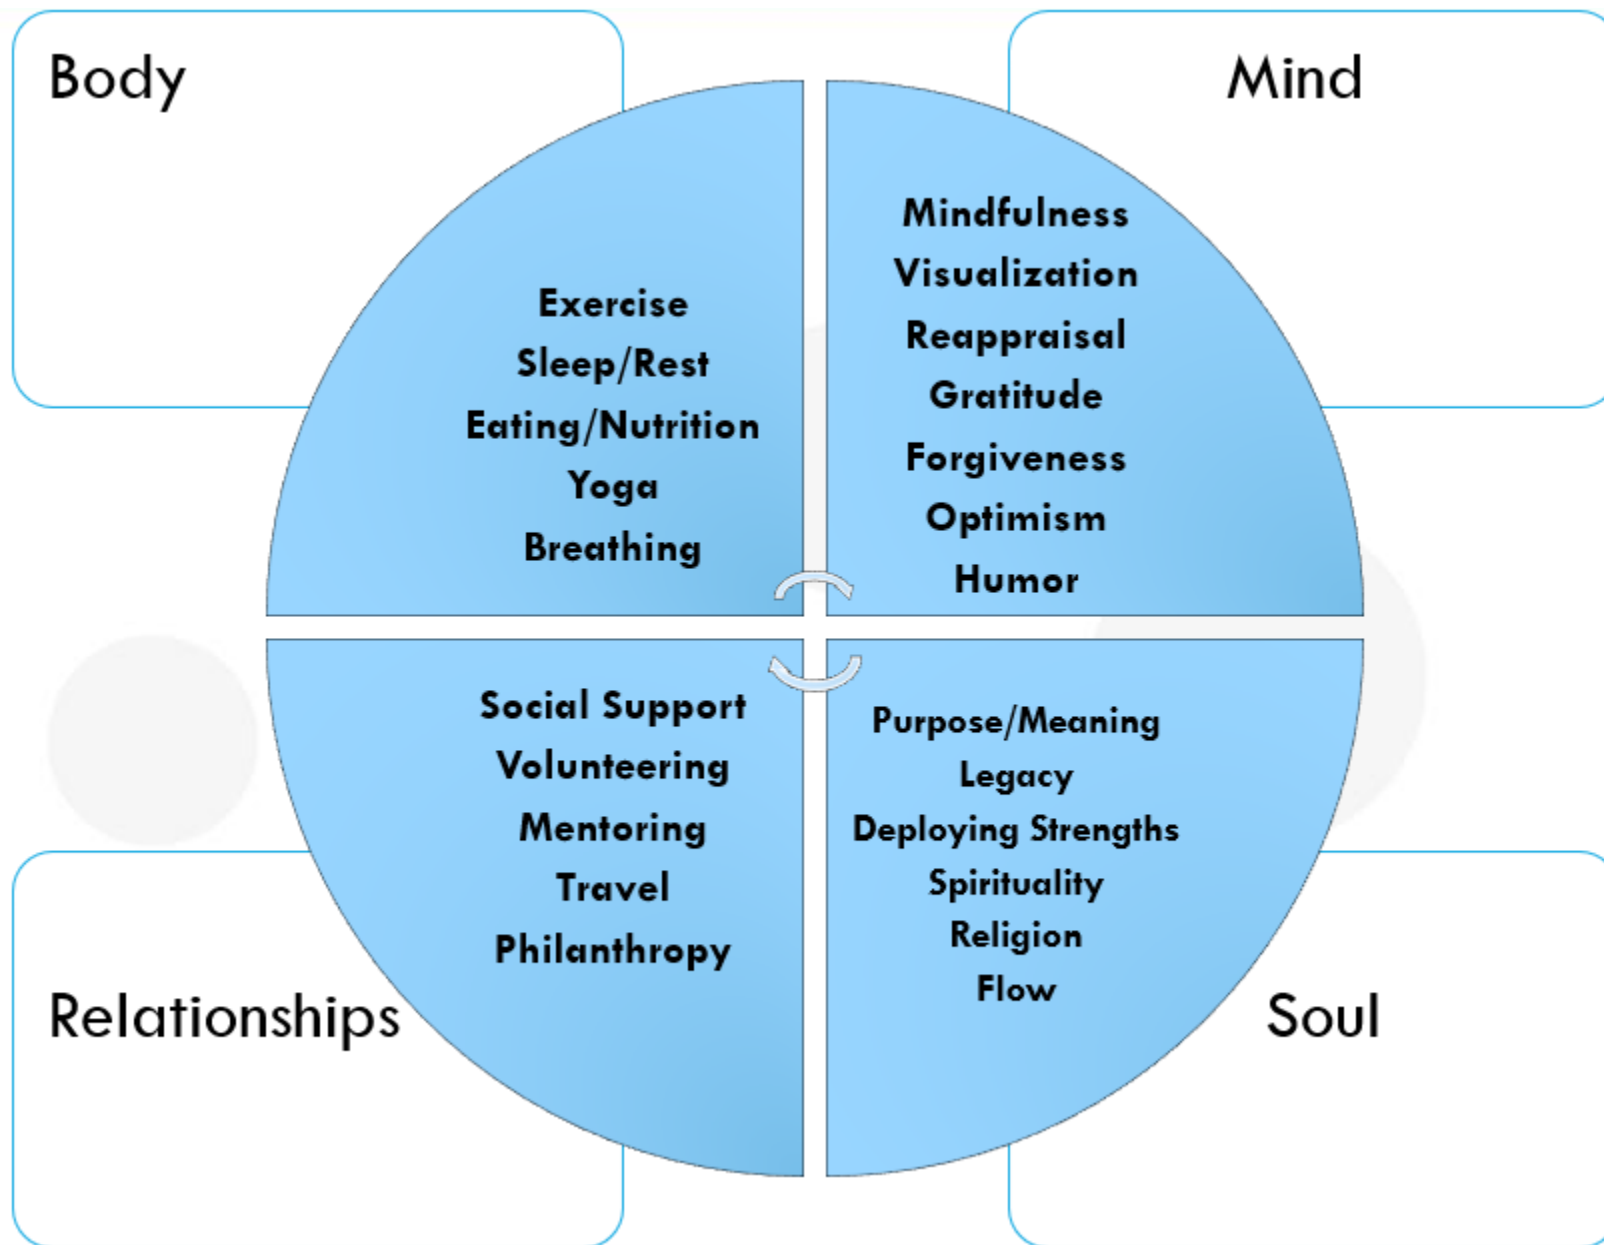 Body
Exercise
Sleep/Rest
Eating/Nutrition
Yoga
Breathing
Mind
Mindfulness
Visualization
Reappraisal
Gratitude
Forgiveness
Optimism
Humor
Relationships
Social Support
Volunteering
Mentoring
Travel
Philanthropy
Soul
Purpose/Meaning
Legacy
Deploying Strengths
Spirituality
Religion
Flow